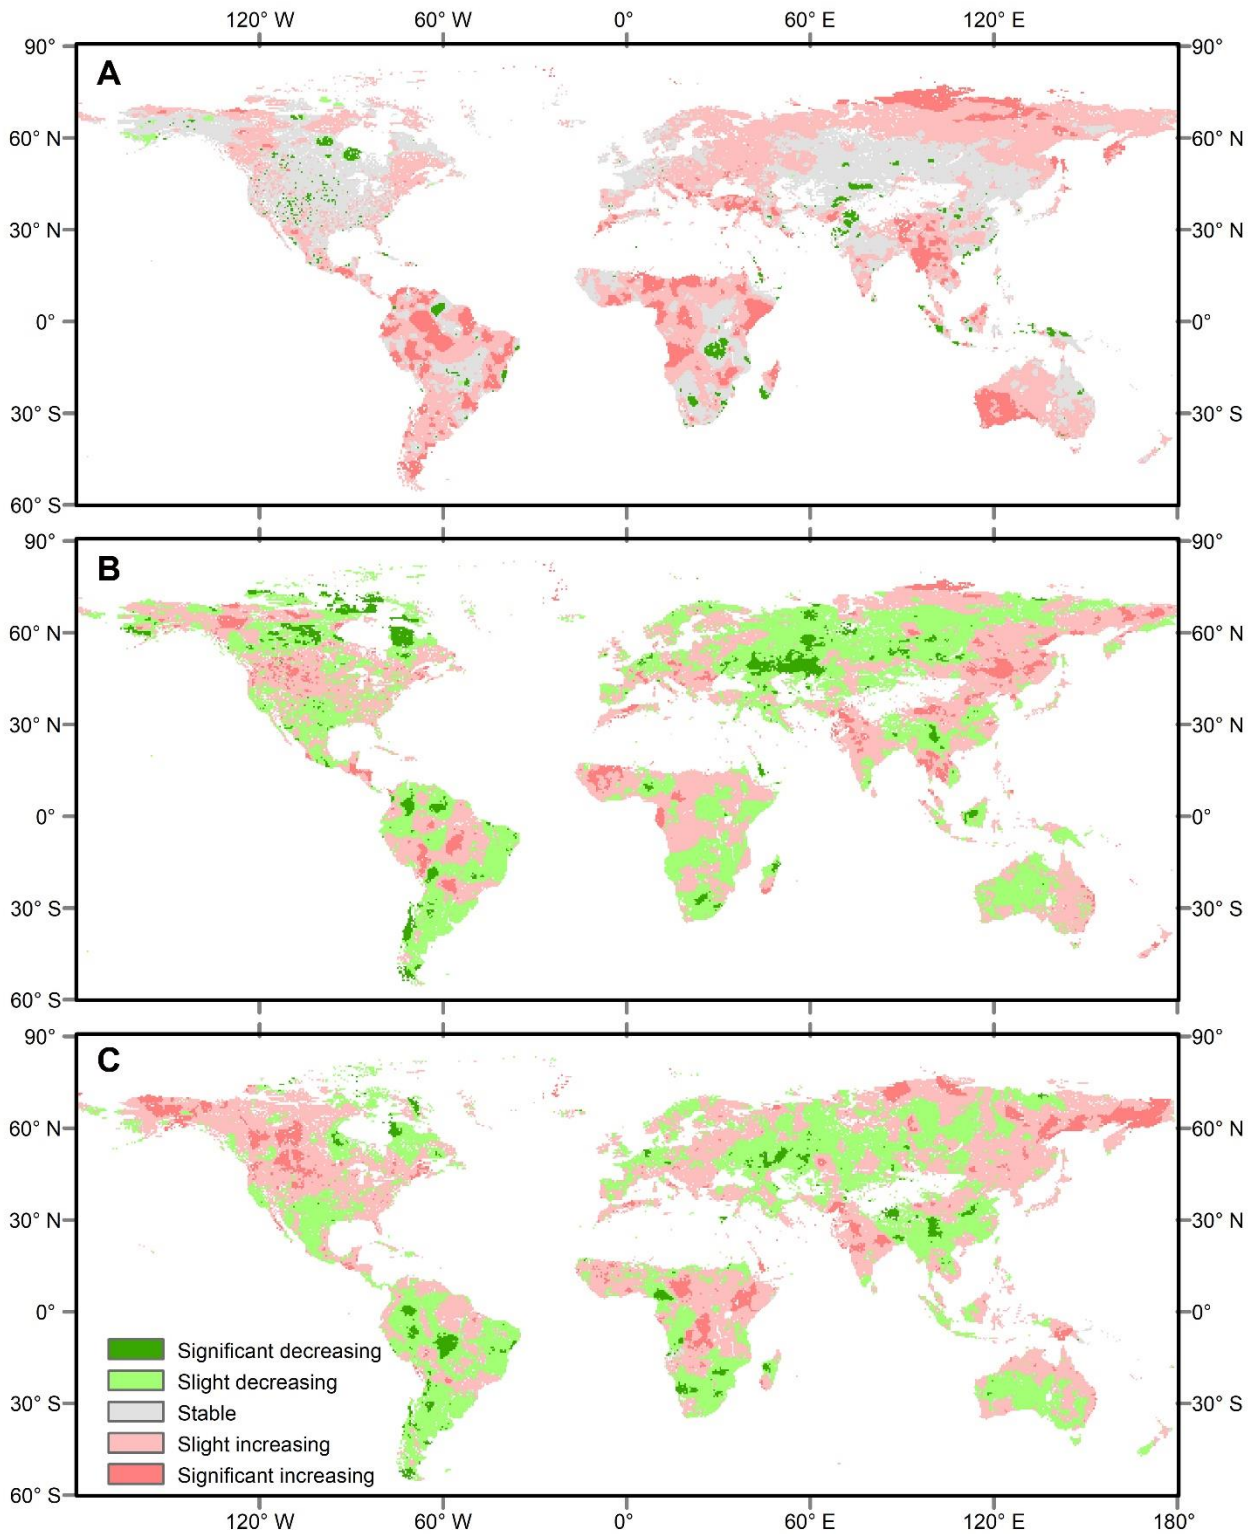 120° W 60° W 0° 60° E 120° E
90° A 90°
60° N 60° N
30° N 30° N
0° 0°
30° S 30° S
60° S
90° B 90°
60° N 60° N
30° N 30° N
0° 0°
30° S 30° S
60° S
90° C 90°
60° N 60° N
30° N 30° N
0° 0°
Significant decreasing
Slight decreasing
30° S 30° S
Stable
Slight increasing
Significant increasing
60° S
120° W 60° W 0° 60° E 120° E 180°